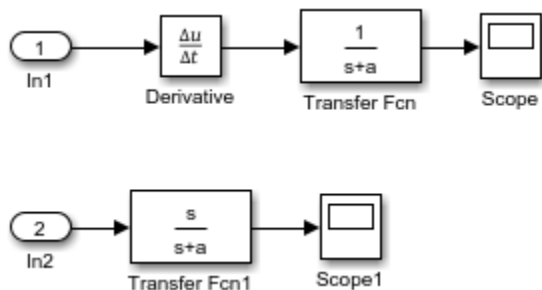 1
In1
Δu
Δt
Derivative
1
s+a
Transfer Fcn
Scope
2
In2
s
s+a
Transfer Fcn1
Scope1